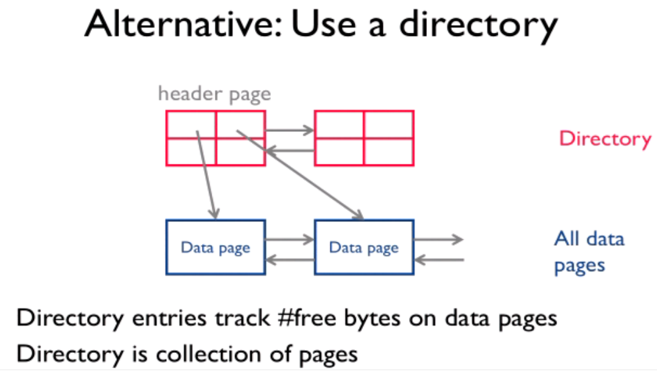 Alternative: Use a directory
header page
Directory
Data page
Data page
All data
pages
Directory entries track #free bytes on data pages
Directory is collection of pages